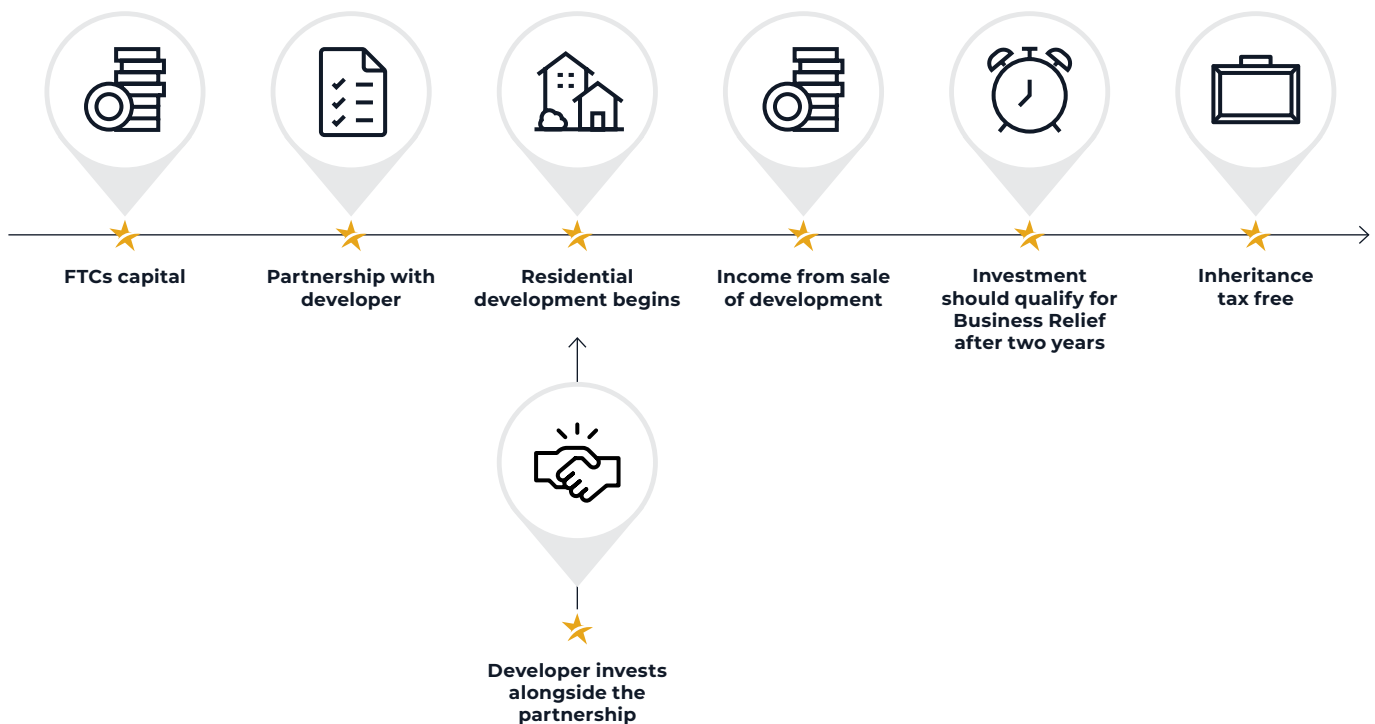 FTCs capital
Partnership with
developer
Residential
development begins
Income from sale
of development
Investment
should qualify for
Business Relief
after two years
Inheritance
tax free
Developer invests
alongside the
partnership